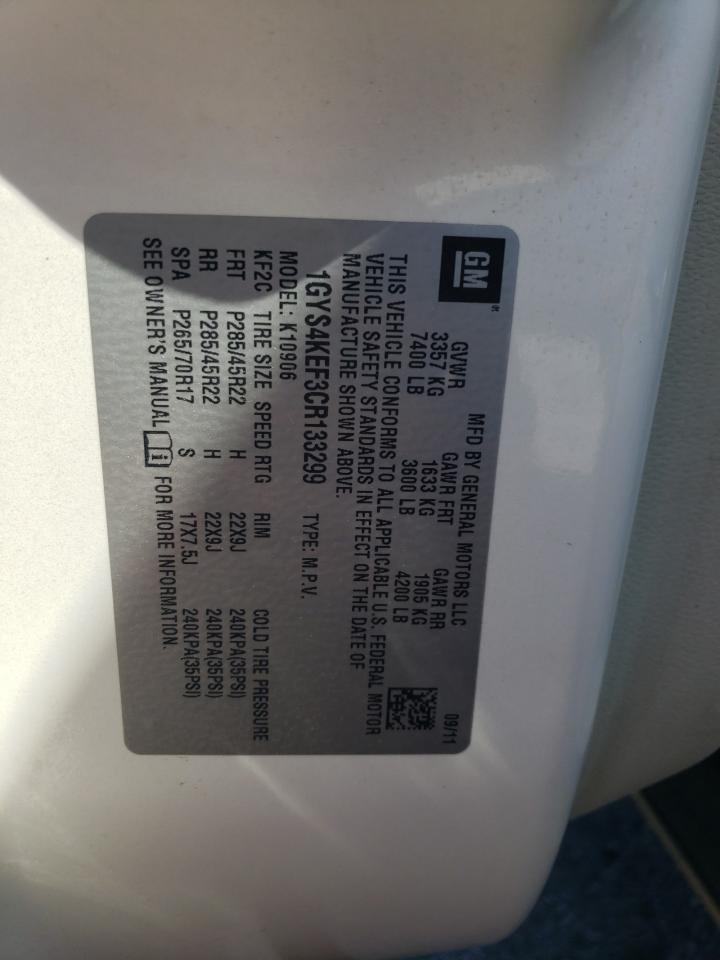 GM
MFD BY GENERAL MOTORS LLC 09/11
GVWR GAWR FRT GAWR RR
3357 KG 1633 KG 1905 KG
7400 LB 3600 LB 4200 LB
THIS VEHICLE CONFORMS TO ALL APPLICABLE U.S. FEDERAL MOTOR
VEHICLE SAFETY STANDARDS IN EFFECT ON THE DATE OF
MANUFACTURE SHOWN ABOVE.
1GYS4KEF3CR133299 TYPE: M.P.V.
MODEL: K10906
KF2C TIRE SIZE SPEED RTG RIM COLD TIRE PRESSURE
FRT P285/45R22 H 22X9J 240KPA(35PSI)
RR P285/45R22 H 22X9J 240KPA(35PSI)
SPA P265/70R17 S 17X7.5J 240KPA(35PSI)
SEE OWNER'S MANUAL i FOR MORE INFORMATION.